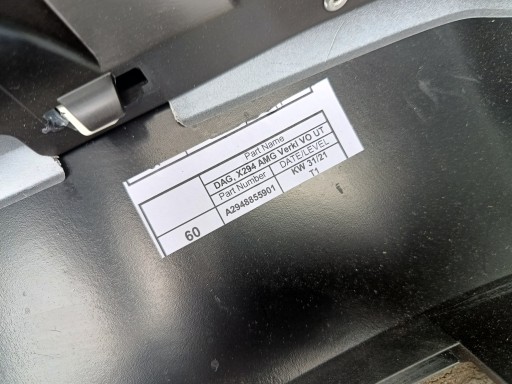 Part Name
DAG, X294 AMG Verkl VO UT
Part Number DATE/LEVEL
60 A2948855901 KW 31/21
T1